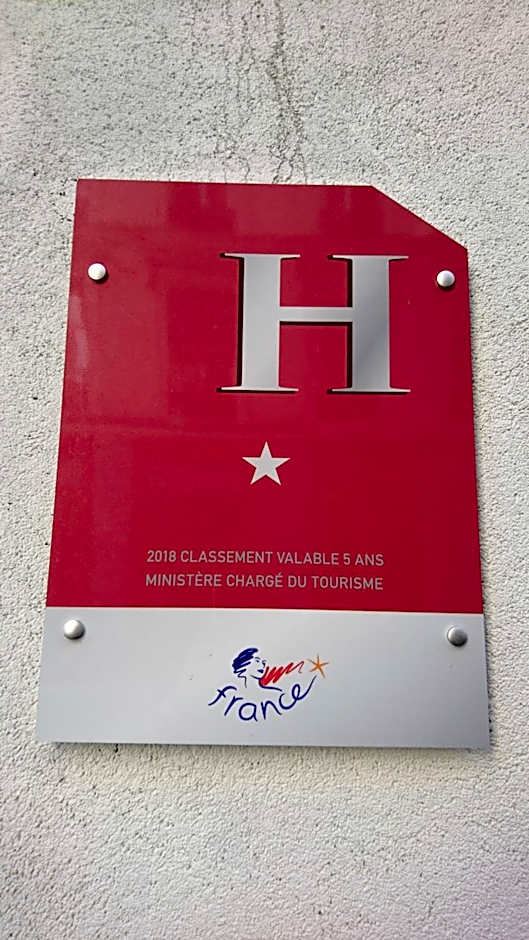 H
2018 CLASSEMENT VALABLE 5 ANS
MINISTÈRE CHARGÉ DU TOURISME
france